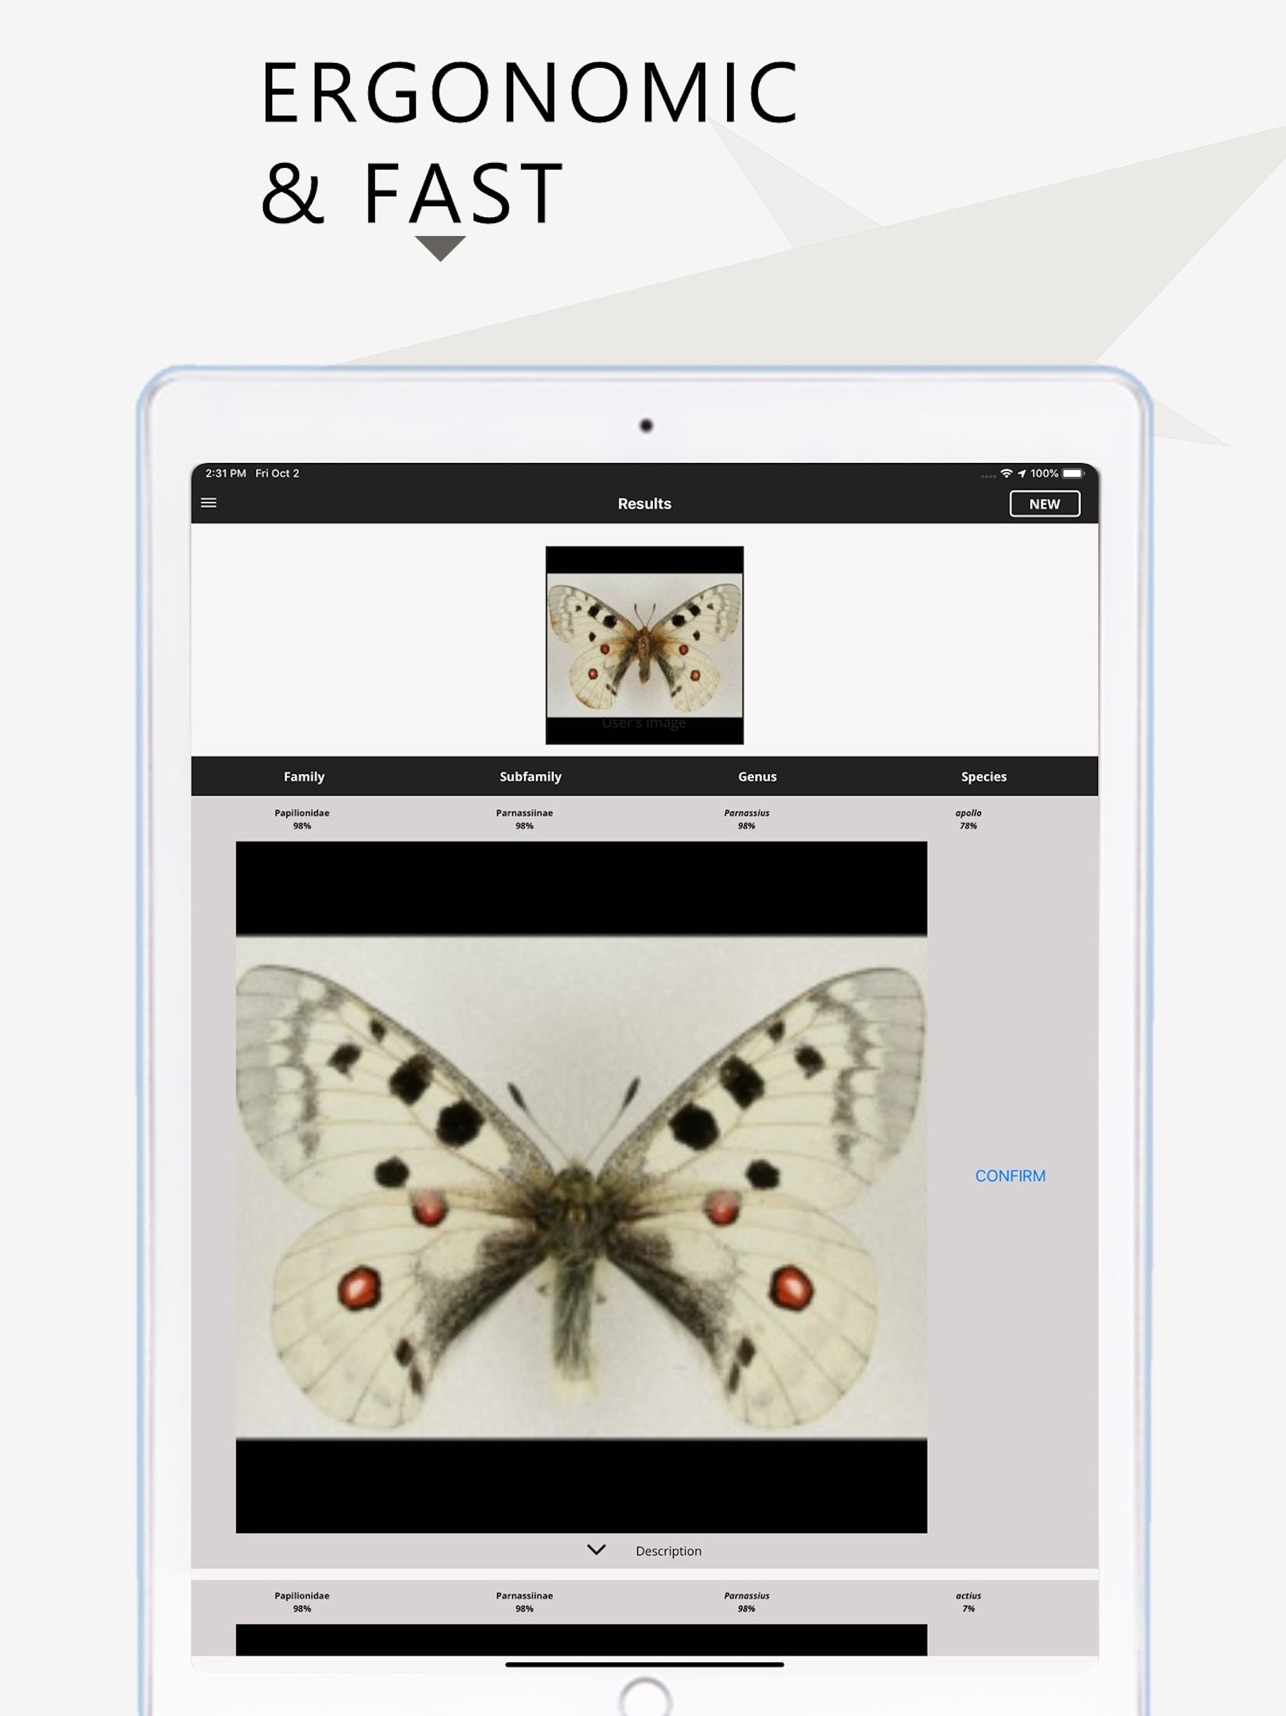 ERGONOMIC
& FAST
2:31 PM Fri Oct 2
100%
Results
NEW
User's image
Family Subfamily Genus Species
Papilionidae Parnassiinae Parnassius apollo
98% 98% 98% 78%
CONFIRM
Description
Papilionidae Parnassiinae Parnassius actius
98% 98% 98% 7%